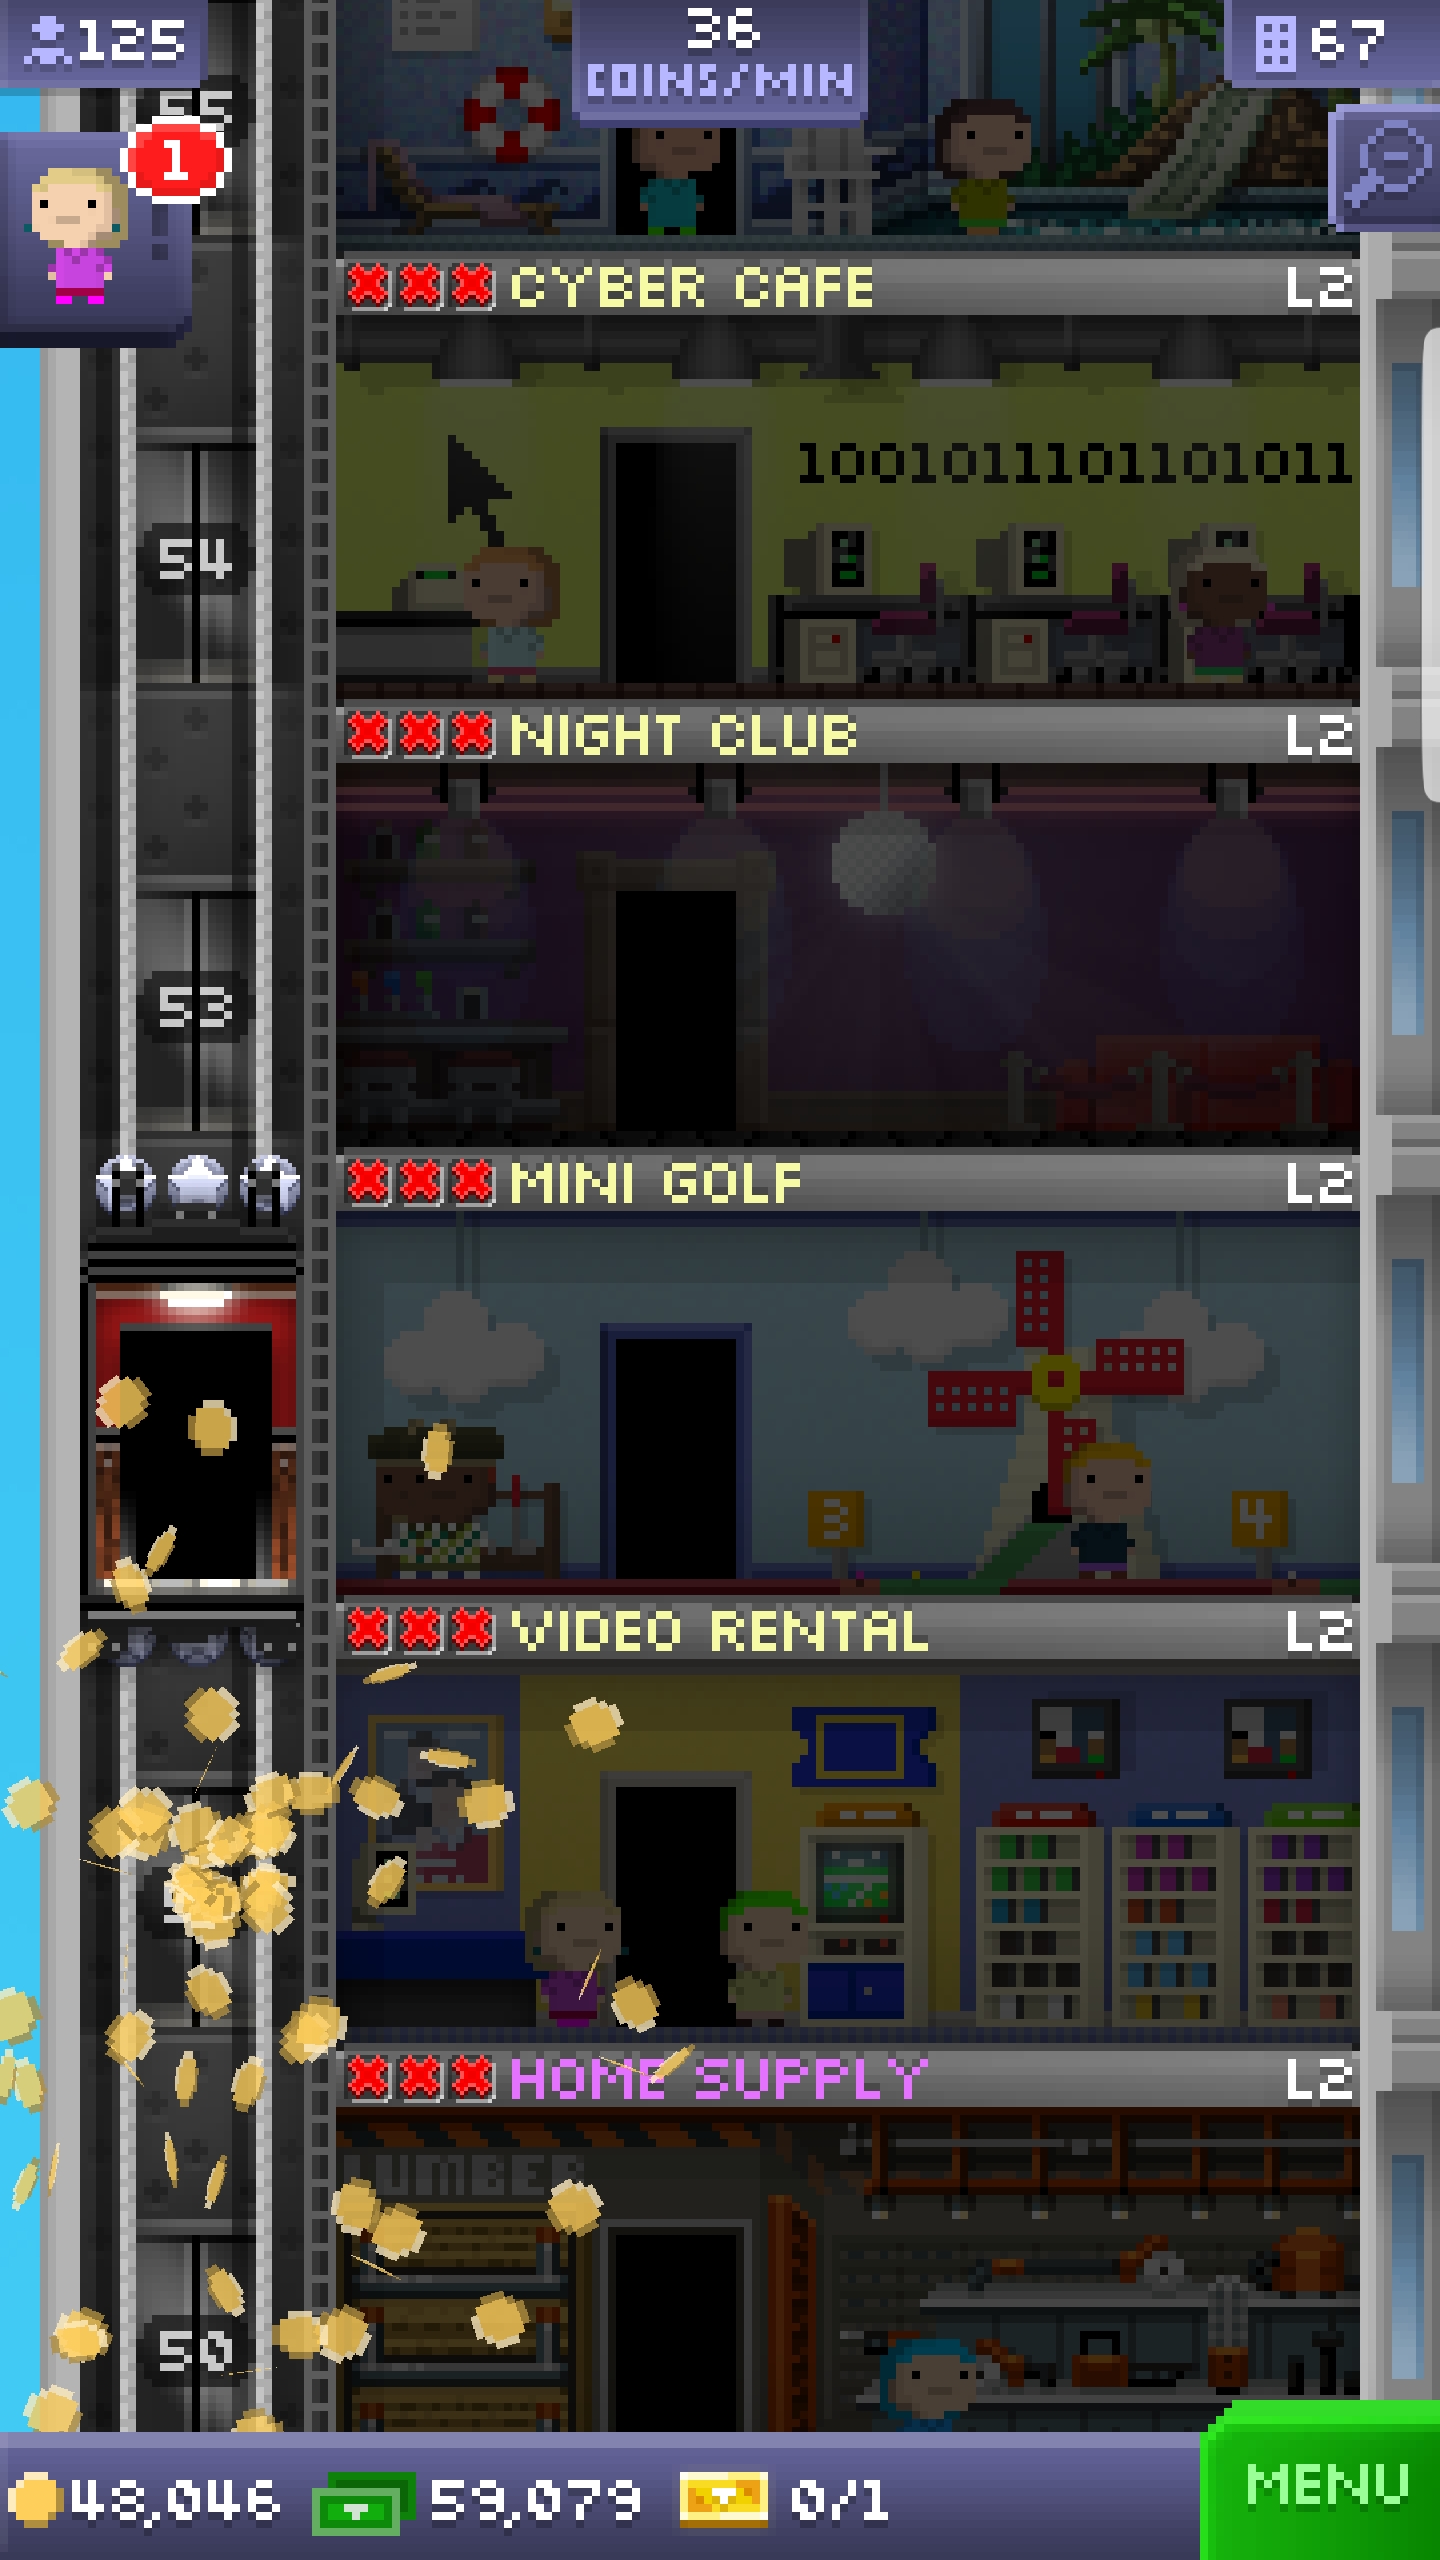 125
36
COINS/MIN
67
55
1
CYBER CAFE L2
1001011101101011
54
NIGHT CLUB L2
53
MINI GOLF L2
3
4
VIDEO RENTAL L2
HOME SUPPLY L2
LUMBER
50
48,046
59,079
0/1
MENU